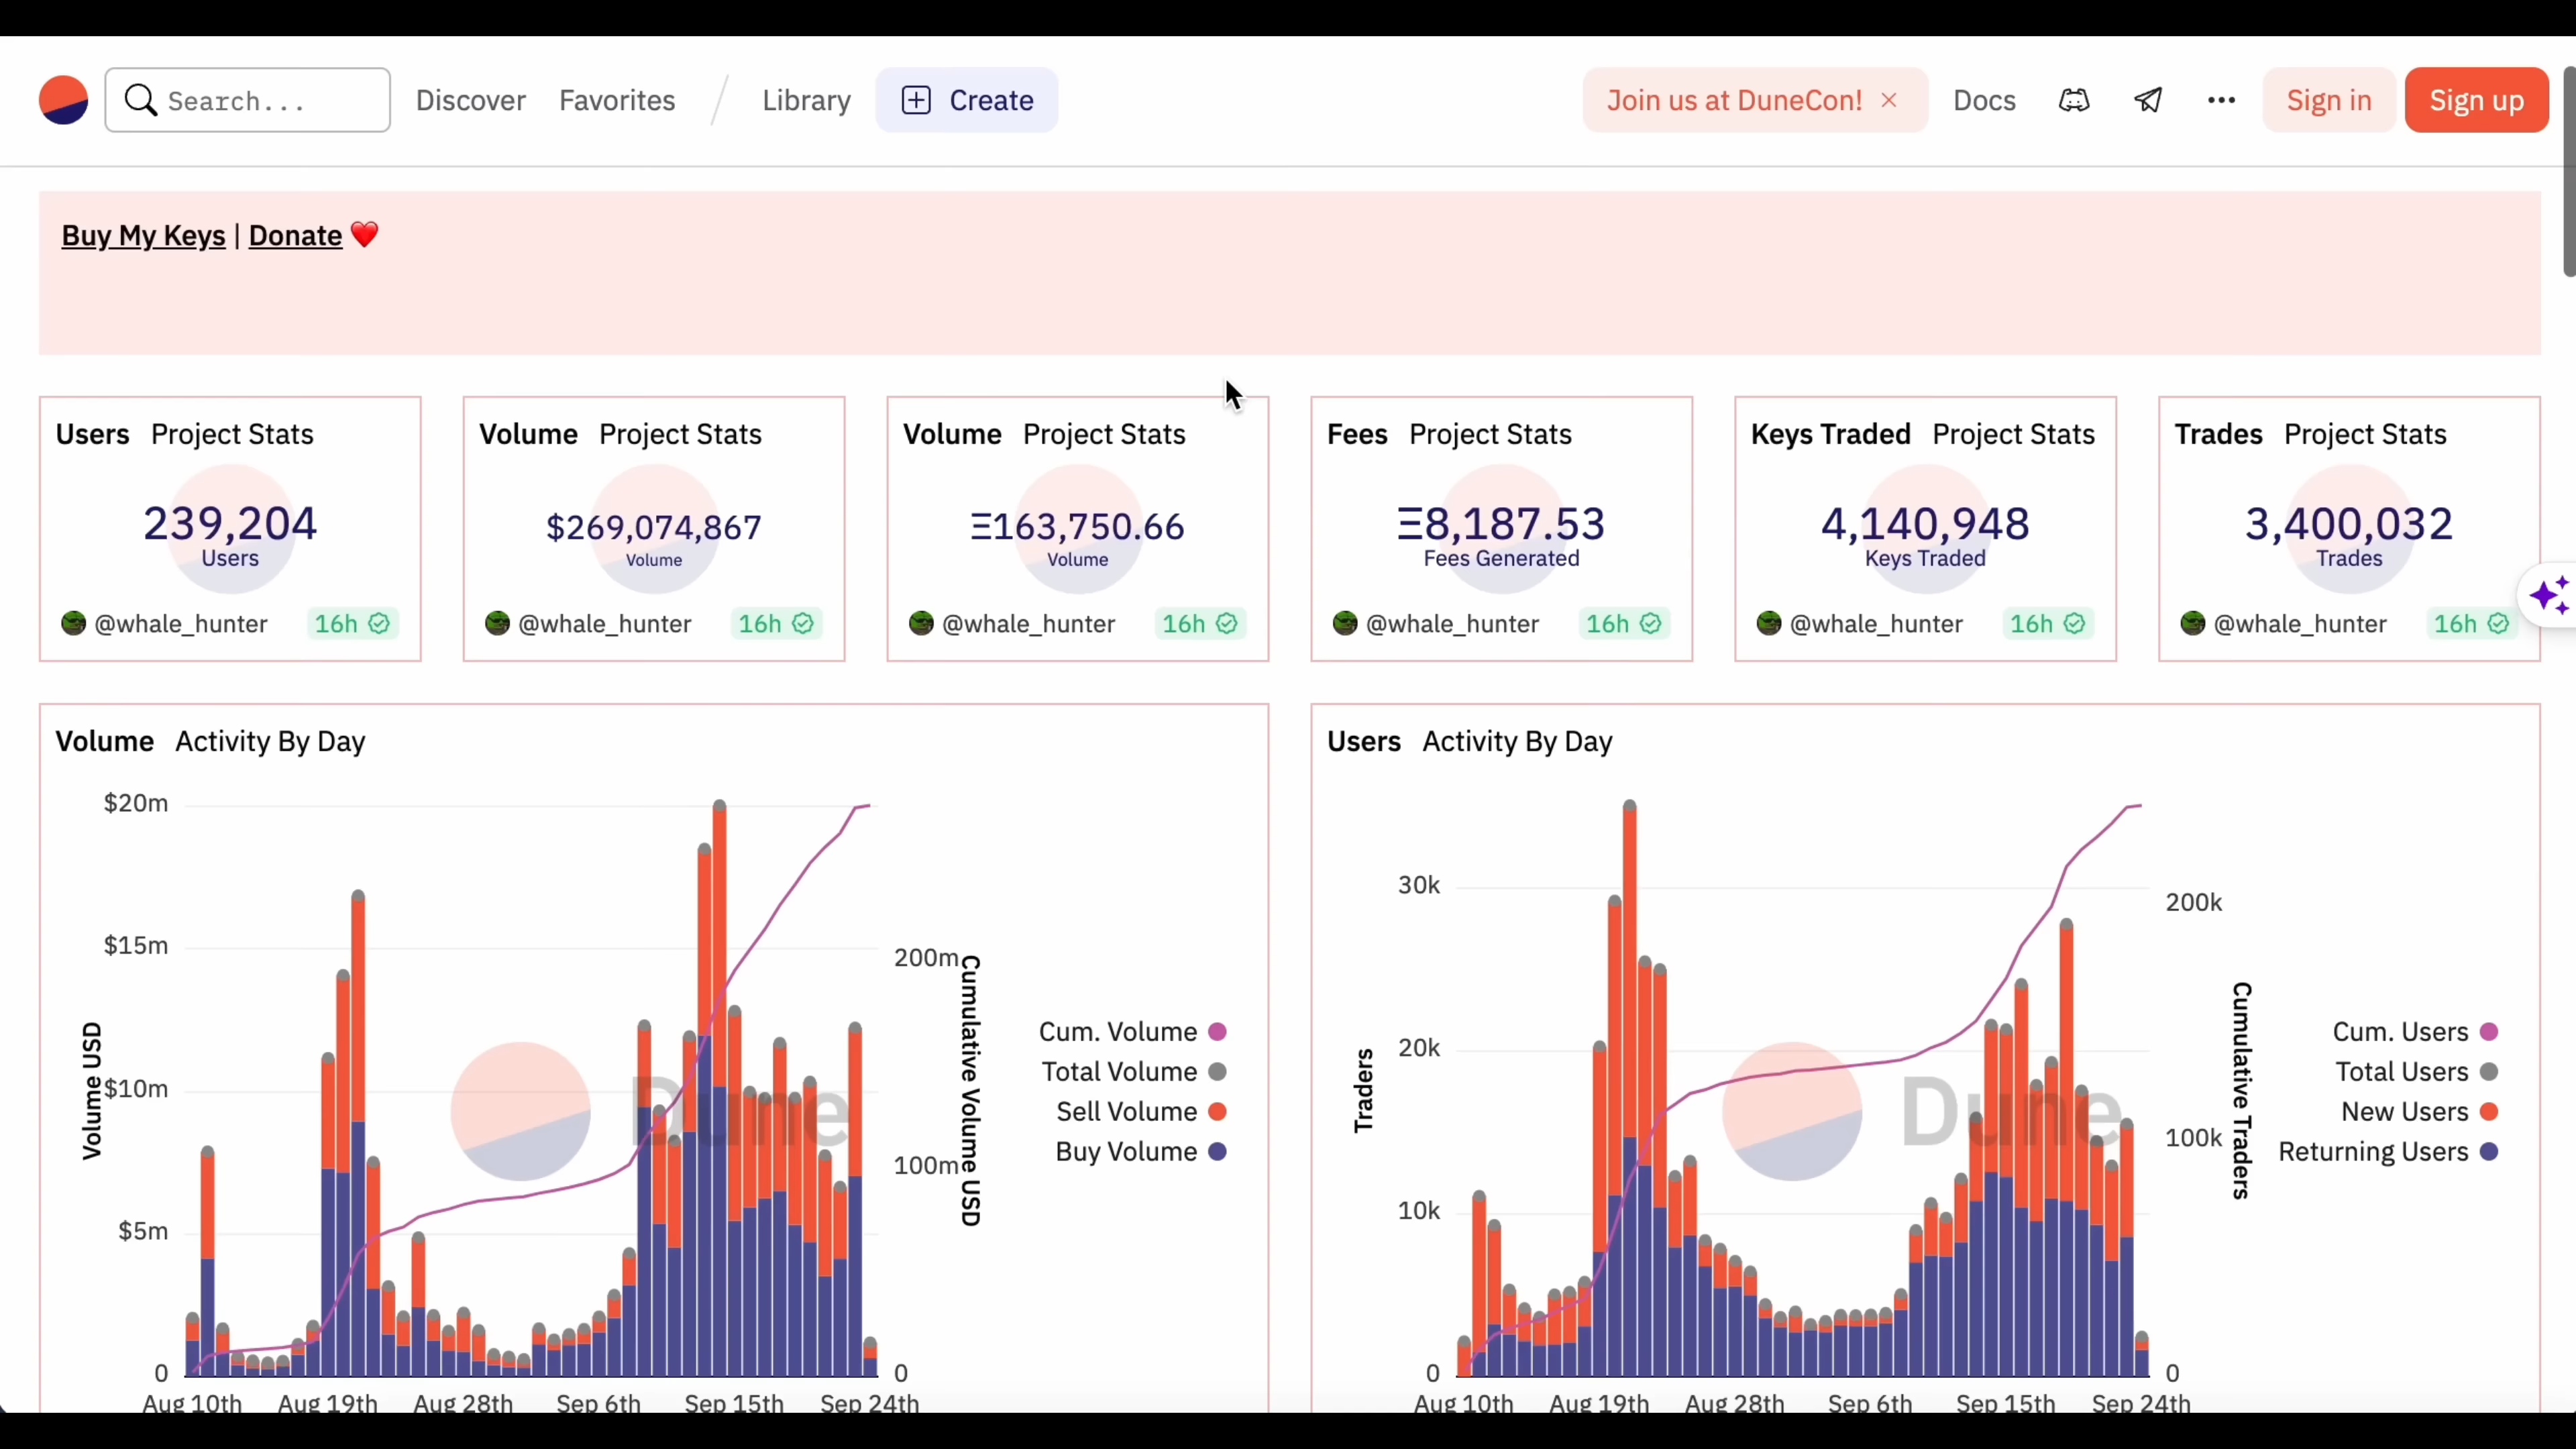 Search...
Discover
Favorites
Library
Create
Join us at DuneCon! ×
Docs
Sign in
Sign up
Buy My Keys | Donate ❤️
Users Project Stats
239,204
Users
@whale_hunter 16h
Volume Project Stats
$269,074,867
Volume
@whale_hunter 16h
Volume Project Stats
Ξ163,750.66
Volume
@whale_hunter 16h
Fees Project Stats
Ξ8,187.53
Fees Generated
@whale_hunter 16h
Keys Traded Project Stats
4,140,948
Keys Traded
@whale_hunter 16h
Trades Project Stats
3,400,032
Trades
@whale_hunter 16h
Volume Activity By Day
$20m
$15m
$10m
$5m
0
Volume USD
200m
100m
0
Cumulative Volume USD
Dune
Cum. Volume
Total Volume
Sell Volume
Buy Volume
Aug 10th Aug 19th Aug 28th Sep 6th Sep 15th Sep 24th
Users Activity By Day
30k
20k
10k
0
Traders
200k
100k
0
Cumulative Traders
Dune
Cum. Users
Total Users
New Users
Returning Users
Aug 10th Aug 19th Aug 28th Sep 6th Sep 15th Sep 24th